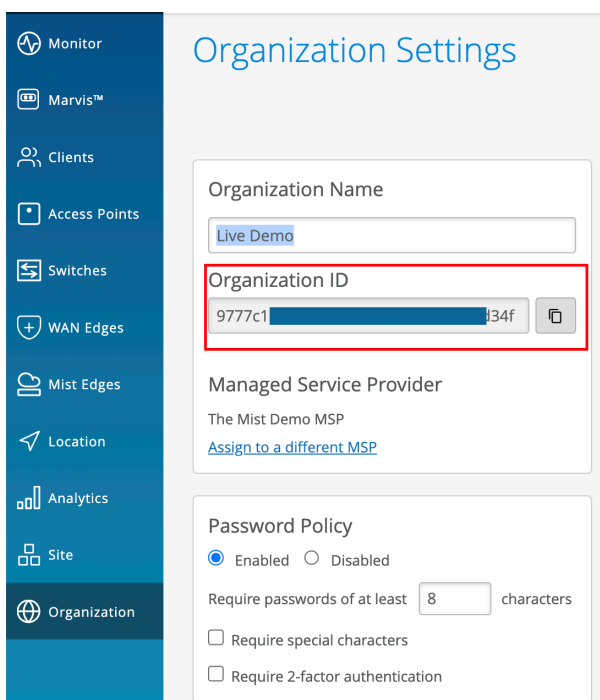 Monitor
Marvis™
Clients
Access Points
Switches
WAN Edges
Mist Edges
Location
Analytics
Site
Organization
Organization Settings
Organization Name
Live Demo
Organization ID
9777c1 d34f
Managed Service Provider
The Mist Demo MSP
Assign to a different MSP
Password Policy
Enabled Disabled
Require passwords of at least 8 characters
Require special characters
Require 2-factor authentication